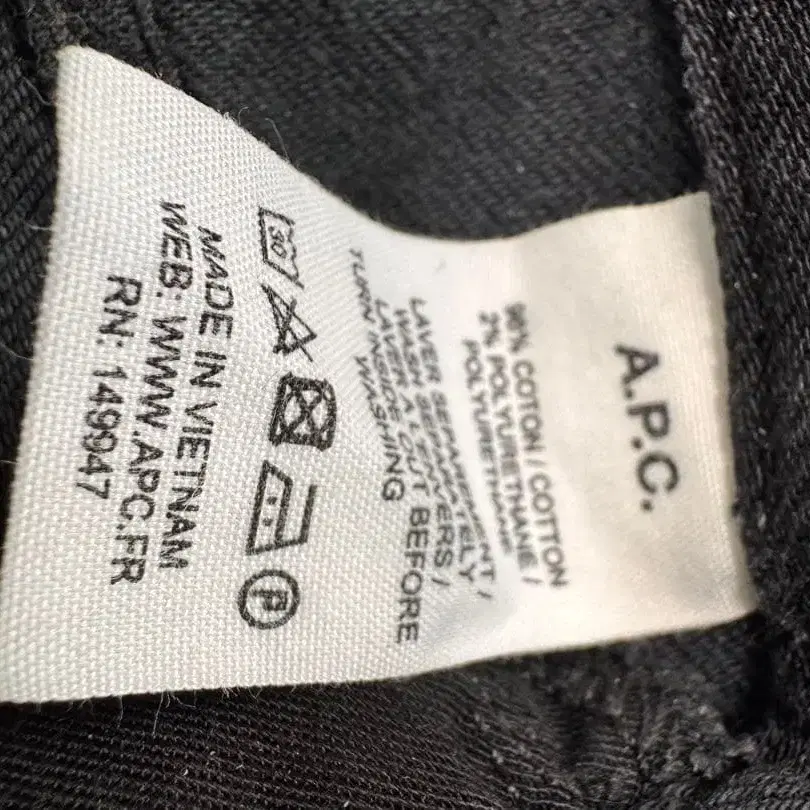 A.P.C.
98% COTON / COTTON
2% POLYURETHANE /
POLYURETHANE
LAVER SEPAREMENT /
WASH SEPARATELY
LAVER A L'ENVERS /
TURN INSIDE OUT BEFORE
WASHING
30
P
MADE IN VIETNAM
WEB: WWW.APC.FR
RN: 149947